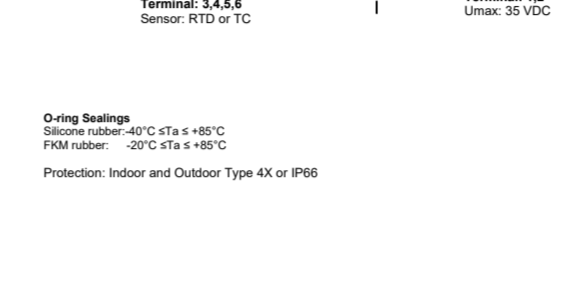 Terminal: 3,4,5,6
Sensor: RTD or TC
Umax: 35 VDC
O-ring Sealings
Silicone rubber:-40°C ≤Ta ≤ +85°C
FKM rubber: -20°C ≤Ta ≤ +85°C
Protection: Indoor and Outdoor Type 4X or IP66